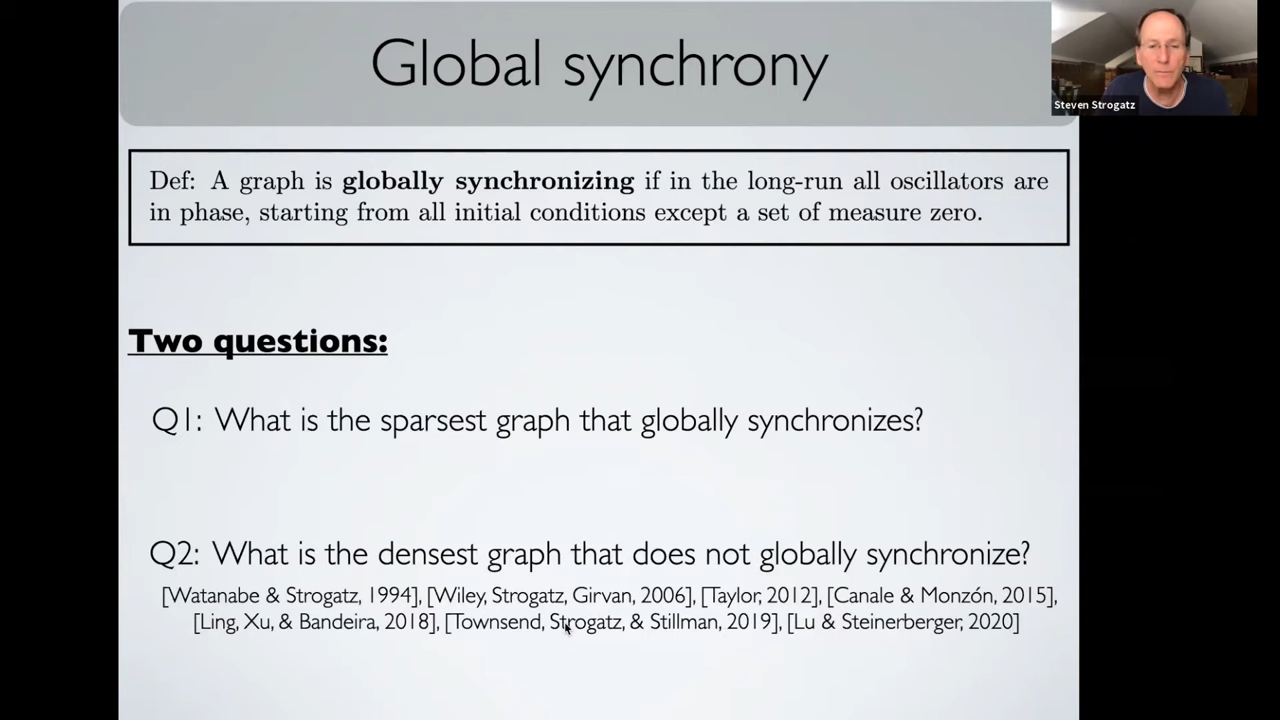 Global synchrony
Steven Strogatz
Def: A graph is globally synchronizing if in the long-run all oscillators are
in phase, starting from all initial conditions except a set of measure zero.
Two questions:
Q1: What is the sparsest graph that globally synchronizes?
Q2: What is the densest graph that does not globally synchronize?
[Watanabe & Strogatz, 1994], [Wiley, Strogatz, Girvan, 2006], [Taylor, 2012], [Canale & Monzón, 2015],
[Ling, Xu, & Bandeira, 2018], [Townsend, Strogatz, & Stillman, 2019], [Lu & Steinerberger, 2020]